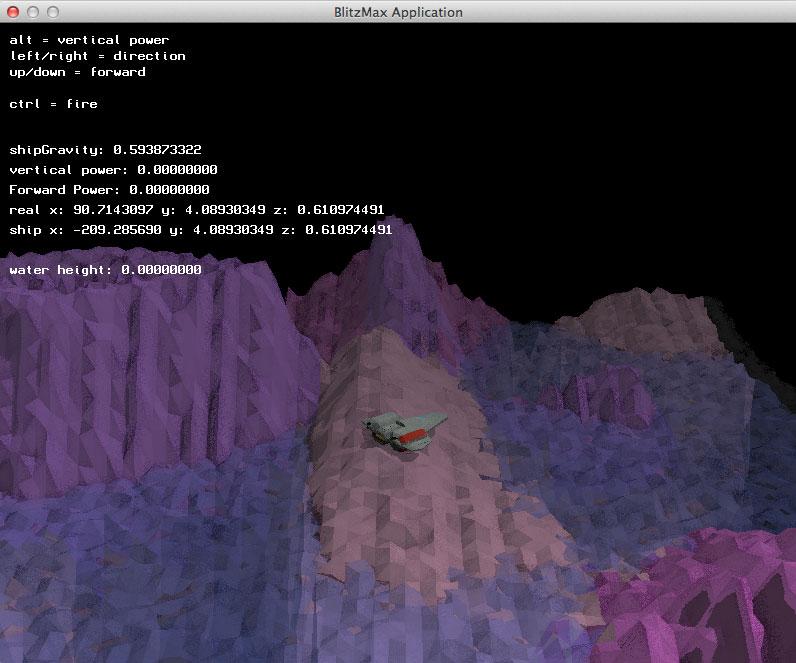 BlitzMax Application
alt = vertical power
left/right = direction
up/down = forward
ctrl = fire
shipGravity: 0.593873322
vertical power: 0.00000000
Forward Power: 0.00000000
real x: 90.7143097 y: 4.08930349 z: 0.610974491
ship x: -209.285690 y: 4.08930349 z: 0.610974491
water height: 0.00000000